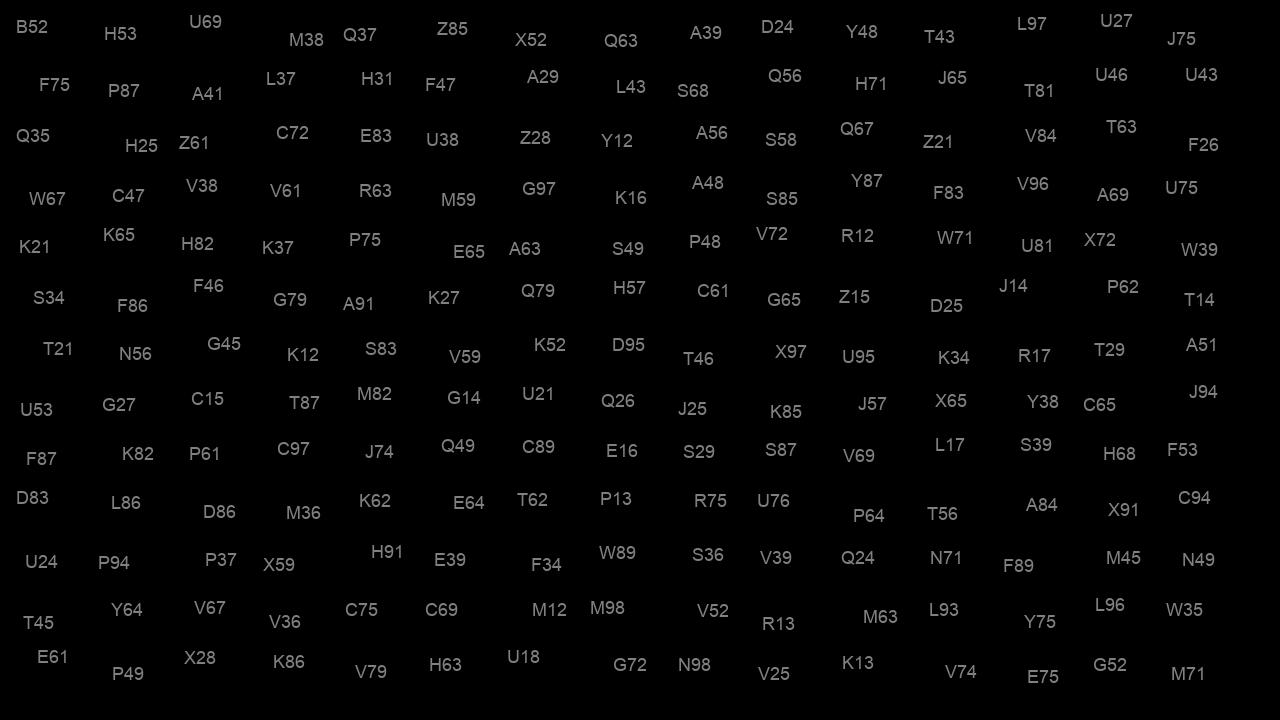 B52 H53 U69 M38 Q37 Z85 X52 Q63 A39 D24 Y48 T43 L97 U27 J75
F75 P87 A41 L37 H31 F47 A29 L43 S68 Q56 H71 J65 T81 U46 U43
Q35 H25 Z61 C72 E83 U38 Z28 Y12 A56 S58 Q67 Z21 V84 T63 F26
W67 C47 V38 V61 R63 M59 G97 K16 A48 S85 Y87 F83 V96 A69 U75
K21 K65 H82 K37 P75 E65 A63 S49 P48 V72 R12 W71 U81 X72 W39
S34 F86 F46 G79 A91 K27 Q79 H57 C61 G65 Z15 D25 J14 P62 T14
T21 N56 G45 K12 S83 V59 K52 D95 T46 X97 U95 K34 R17 T29 A51
U53 G27 C15 T87 M82 G14 U21 Q26 J25 K85 J57 X65 Y38 C65 J94
F87 K82 P61 C97 J74 Q49 C89 E16 S29 S87 V69 L17 S39 H68 F53
D83 L86 D86 M36 K62 E64 T62 P13 R75 U76 P64 T56 A84 X91 C94
U24 P94 P37 X59 H91 E39 F34 W89 S36 V39 Q24 N71 F89 M45 N49
T45 Y64 V67 V36 C75 C69 M12 M98 V52 R13 M63 L93 Y75 L96 W35
E61 P49 X28 K86 V79 H63 U18 G72 N98 V25 K13 V74 E75 G52 M71